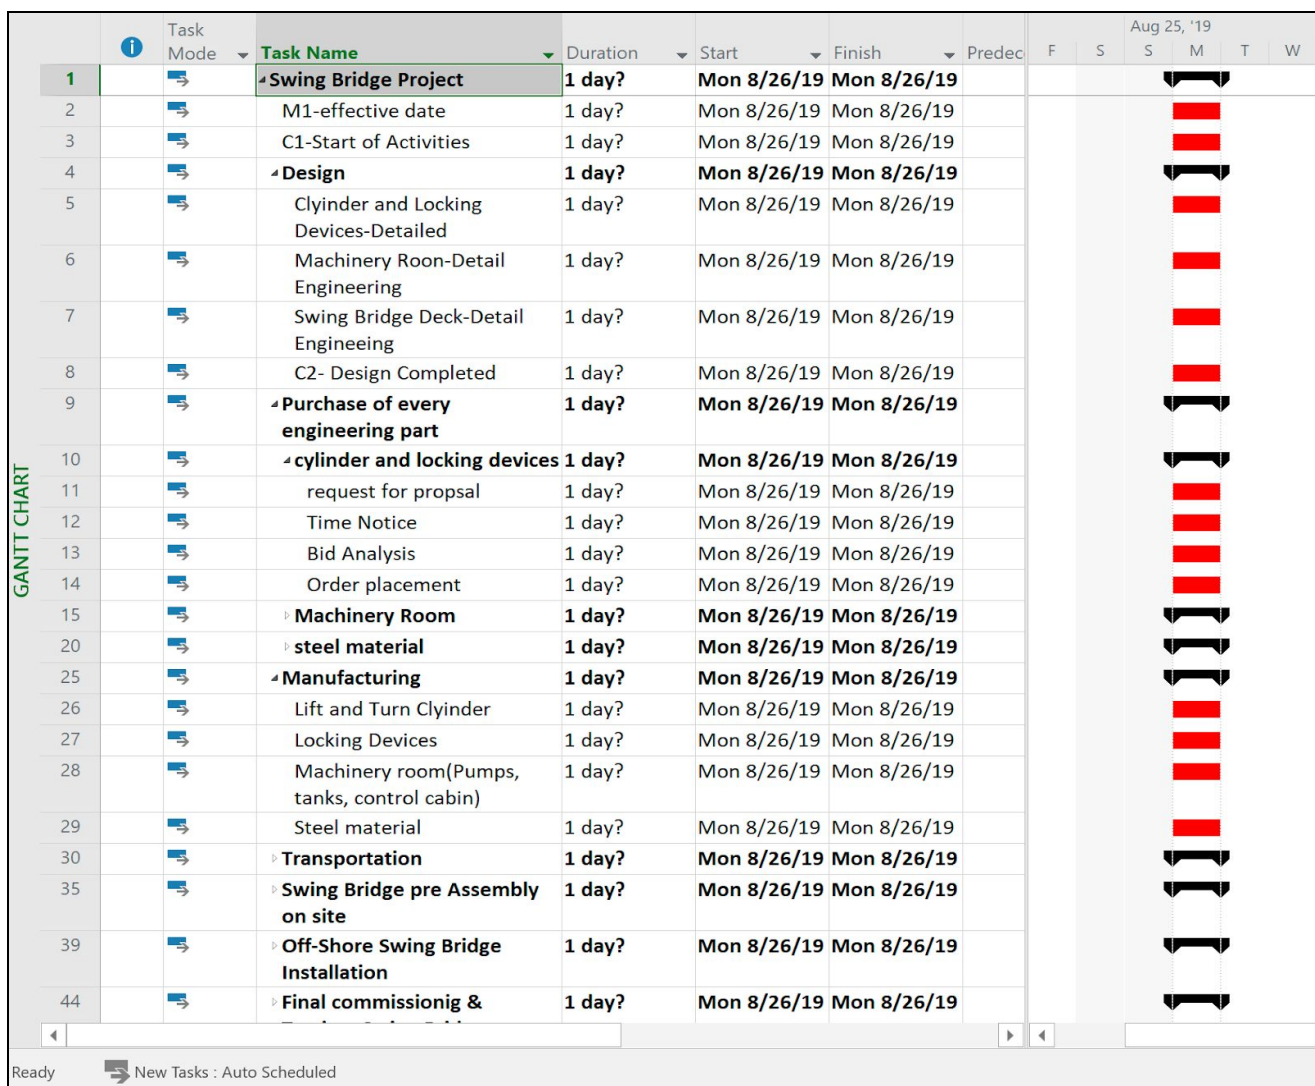 Task Mode Task Name Duration Start Finish Predec Aug 25, '19 F S S M T W
1 Swing Bridge Project 1 day? Mon 8/26/19 Mon 8/26/19
2 M1-effective date 1 day? Mon 8/26/19 Mon 8/26/19
3 C1-Start of Activities 1 day? Mon 8/26/19 Mon 8/26/19
4 Design 1 day? Mon 8/26/19 Mon 8/26/19
5 Clyinder and Locking 1 day? Mon 8/26/19 Mon 8/26/19
Devices-Detailed
6 Machinery Roon-Detail 1 day? Mon 8/26/19 Mon 8/26/19
Engineering
7 Swing Bridge Deck-Detail 1 day? Mon 8/26/19 Mon 8/26/19
Engineeing
8 C2- Design Completed 1 day? Mon 8/26/19 Mon 8/26/19
9 Purchase of every 1 day? Mon 8/26/19 Mon 8/26/19
engineering part
10 cylinder and locking devices 1 day? Mon 8/26/19 Mon 8/26/19
11 request for propsal 1 day? Mon 8/26/19 Mon 8/26/19
12 Time Notice 1 day? Mon 8/26/19 Mon 8/26/19
13 Bid Analysis 1 day? Mon 8/26/19 Mon 8/26/19
14 Order placement 1 day? Mon 8/26/19 Mon 8/26/19
15 Machinery Room 1 day? Mon 8/26/19 Mon 8/26/19
20 steel material 1 day? Mon 8/26/19 Mon 8/26/19
25 Manufacturing 1 day? Mon 8/26/19 Mon 8/26/19
26 Lift and Turn Clyinder 1 day? Mon 8/26/19 Mon 8/26/19
27 Locking Devices 1 day? Mon 8/26/19 Mon 8/26/19
28 Machinery room(Pumps, 1 day? Mon 8/26/19 Mon 8/26/19
tanks, control cabin)
29 Steel material 1 day? Mon 8/26/19 Mon 8/26/19
30 Transportation 1 day? Mon 8/26/19 Mon 8/26/19
35 Swing Bridge pre Assembly 1 day? Mon 8/26/19 Mon 8/26/19
on site
39 Off-Shore Swing Bridge 1 day? Mon 8/26/19 Mon 8/26/19
Installation
44 Final commissionig & 1 day? Mon 8/26/19 Mon 8/26/19
GANTT CHART
Ready New Tasks : Auto Scheduled